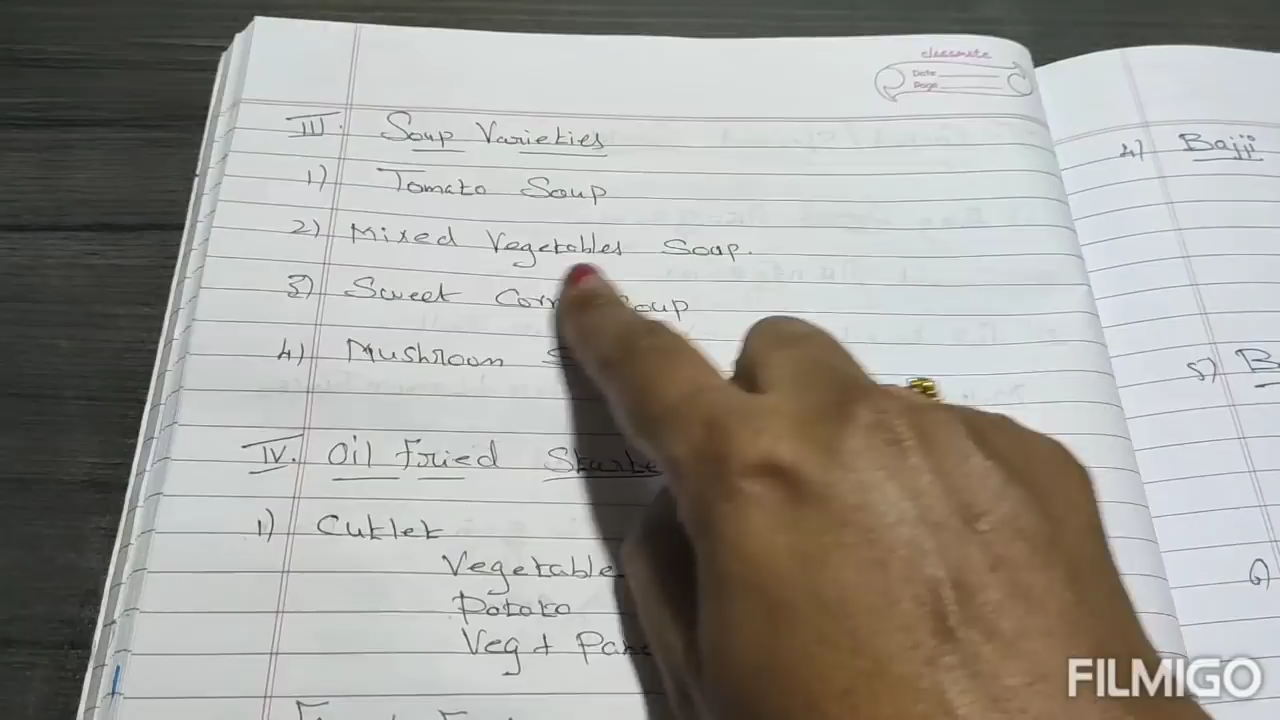 classmate
Date
Page
III. Soup Varieties
1) Tomato Soup
2) Mixed Vegetables Soup.
3) Sweet Corn Soup
4) Mushroom
IV. Oil Fried
1) Cutlet
Vegetable
Potato
Veg +
4) Bajji
5)
6)
FILMIGO